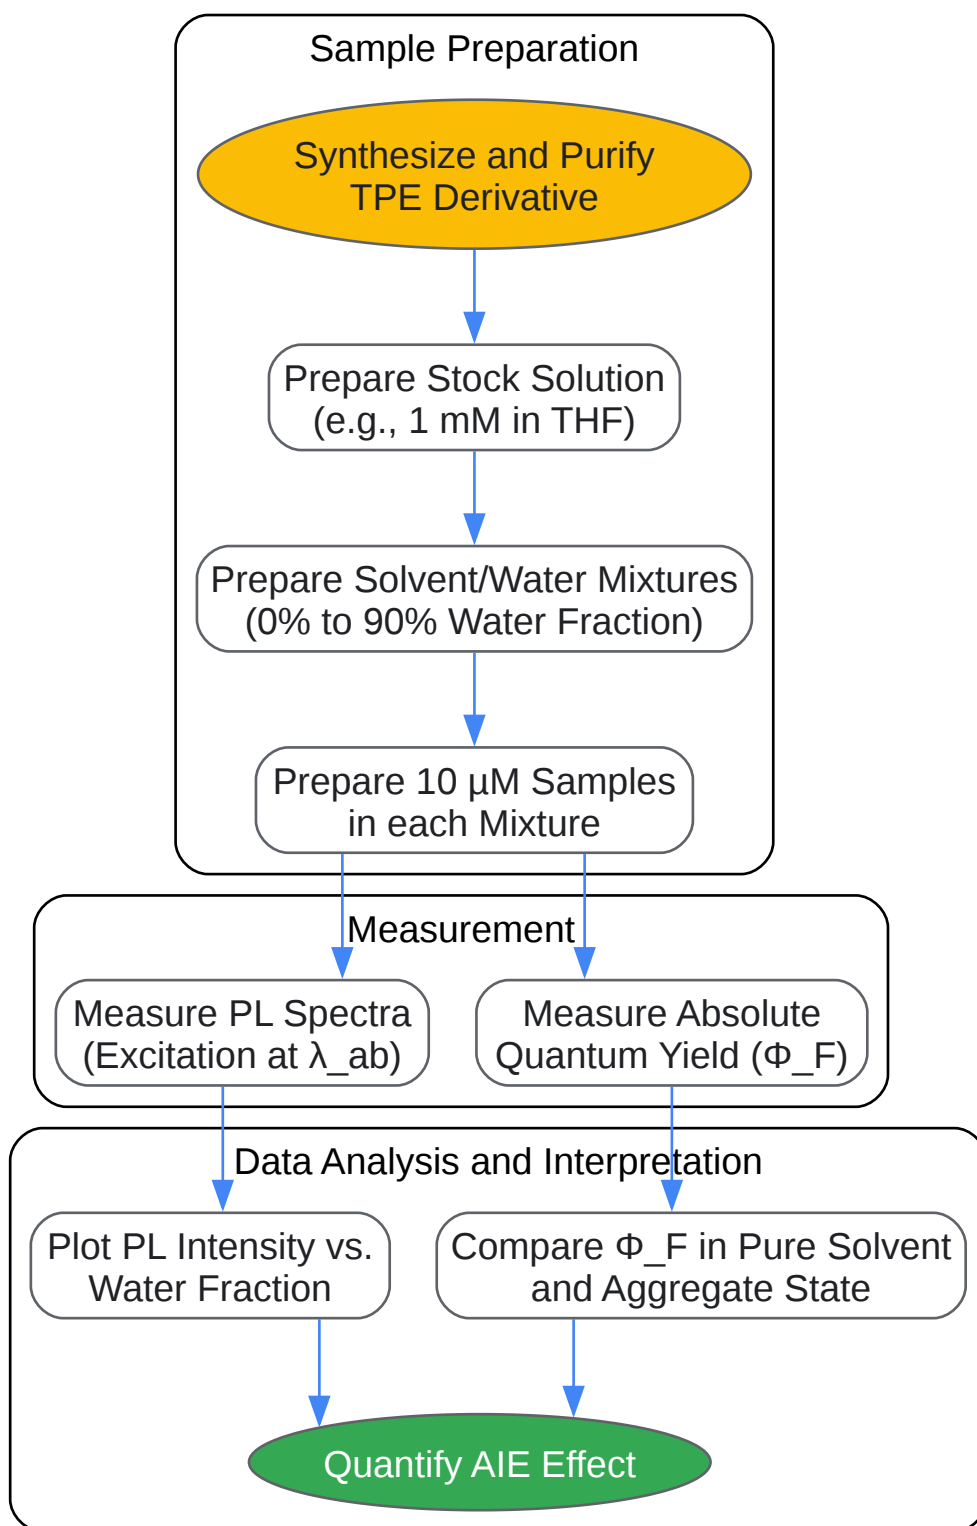 Sample Preparation
Synthesize and Purify
TPE Derivative
Prepare Stock Solution
(e.g., 1 mM in THF)
Prepare Solvent/Water Mixtures
(0% to 90% Water Fraction)
Prepare 10 µM Samples
in each Mixture
Measurement
Measure PL Spectra
(Excitation at λ_ab)
Measure Absolute
Quantum Yield (Φ_F)
Data Analysis and Interpretation
Plot PL Intensity vs.
Water Fraction
Compare Φ_F in Pure Solvent
and Aggregate State
Quantify AIE Effect